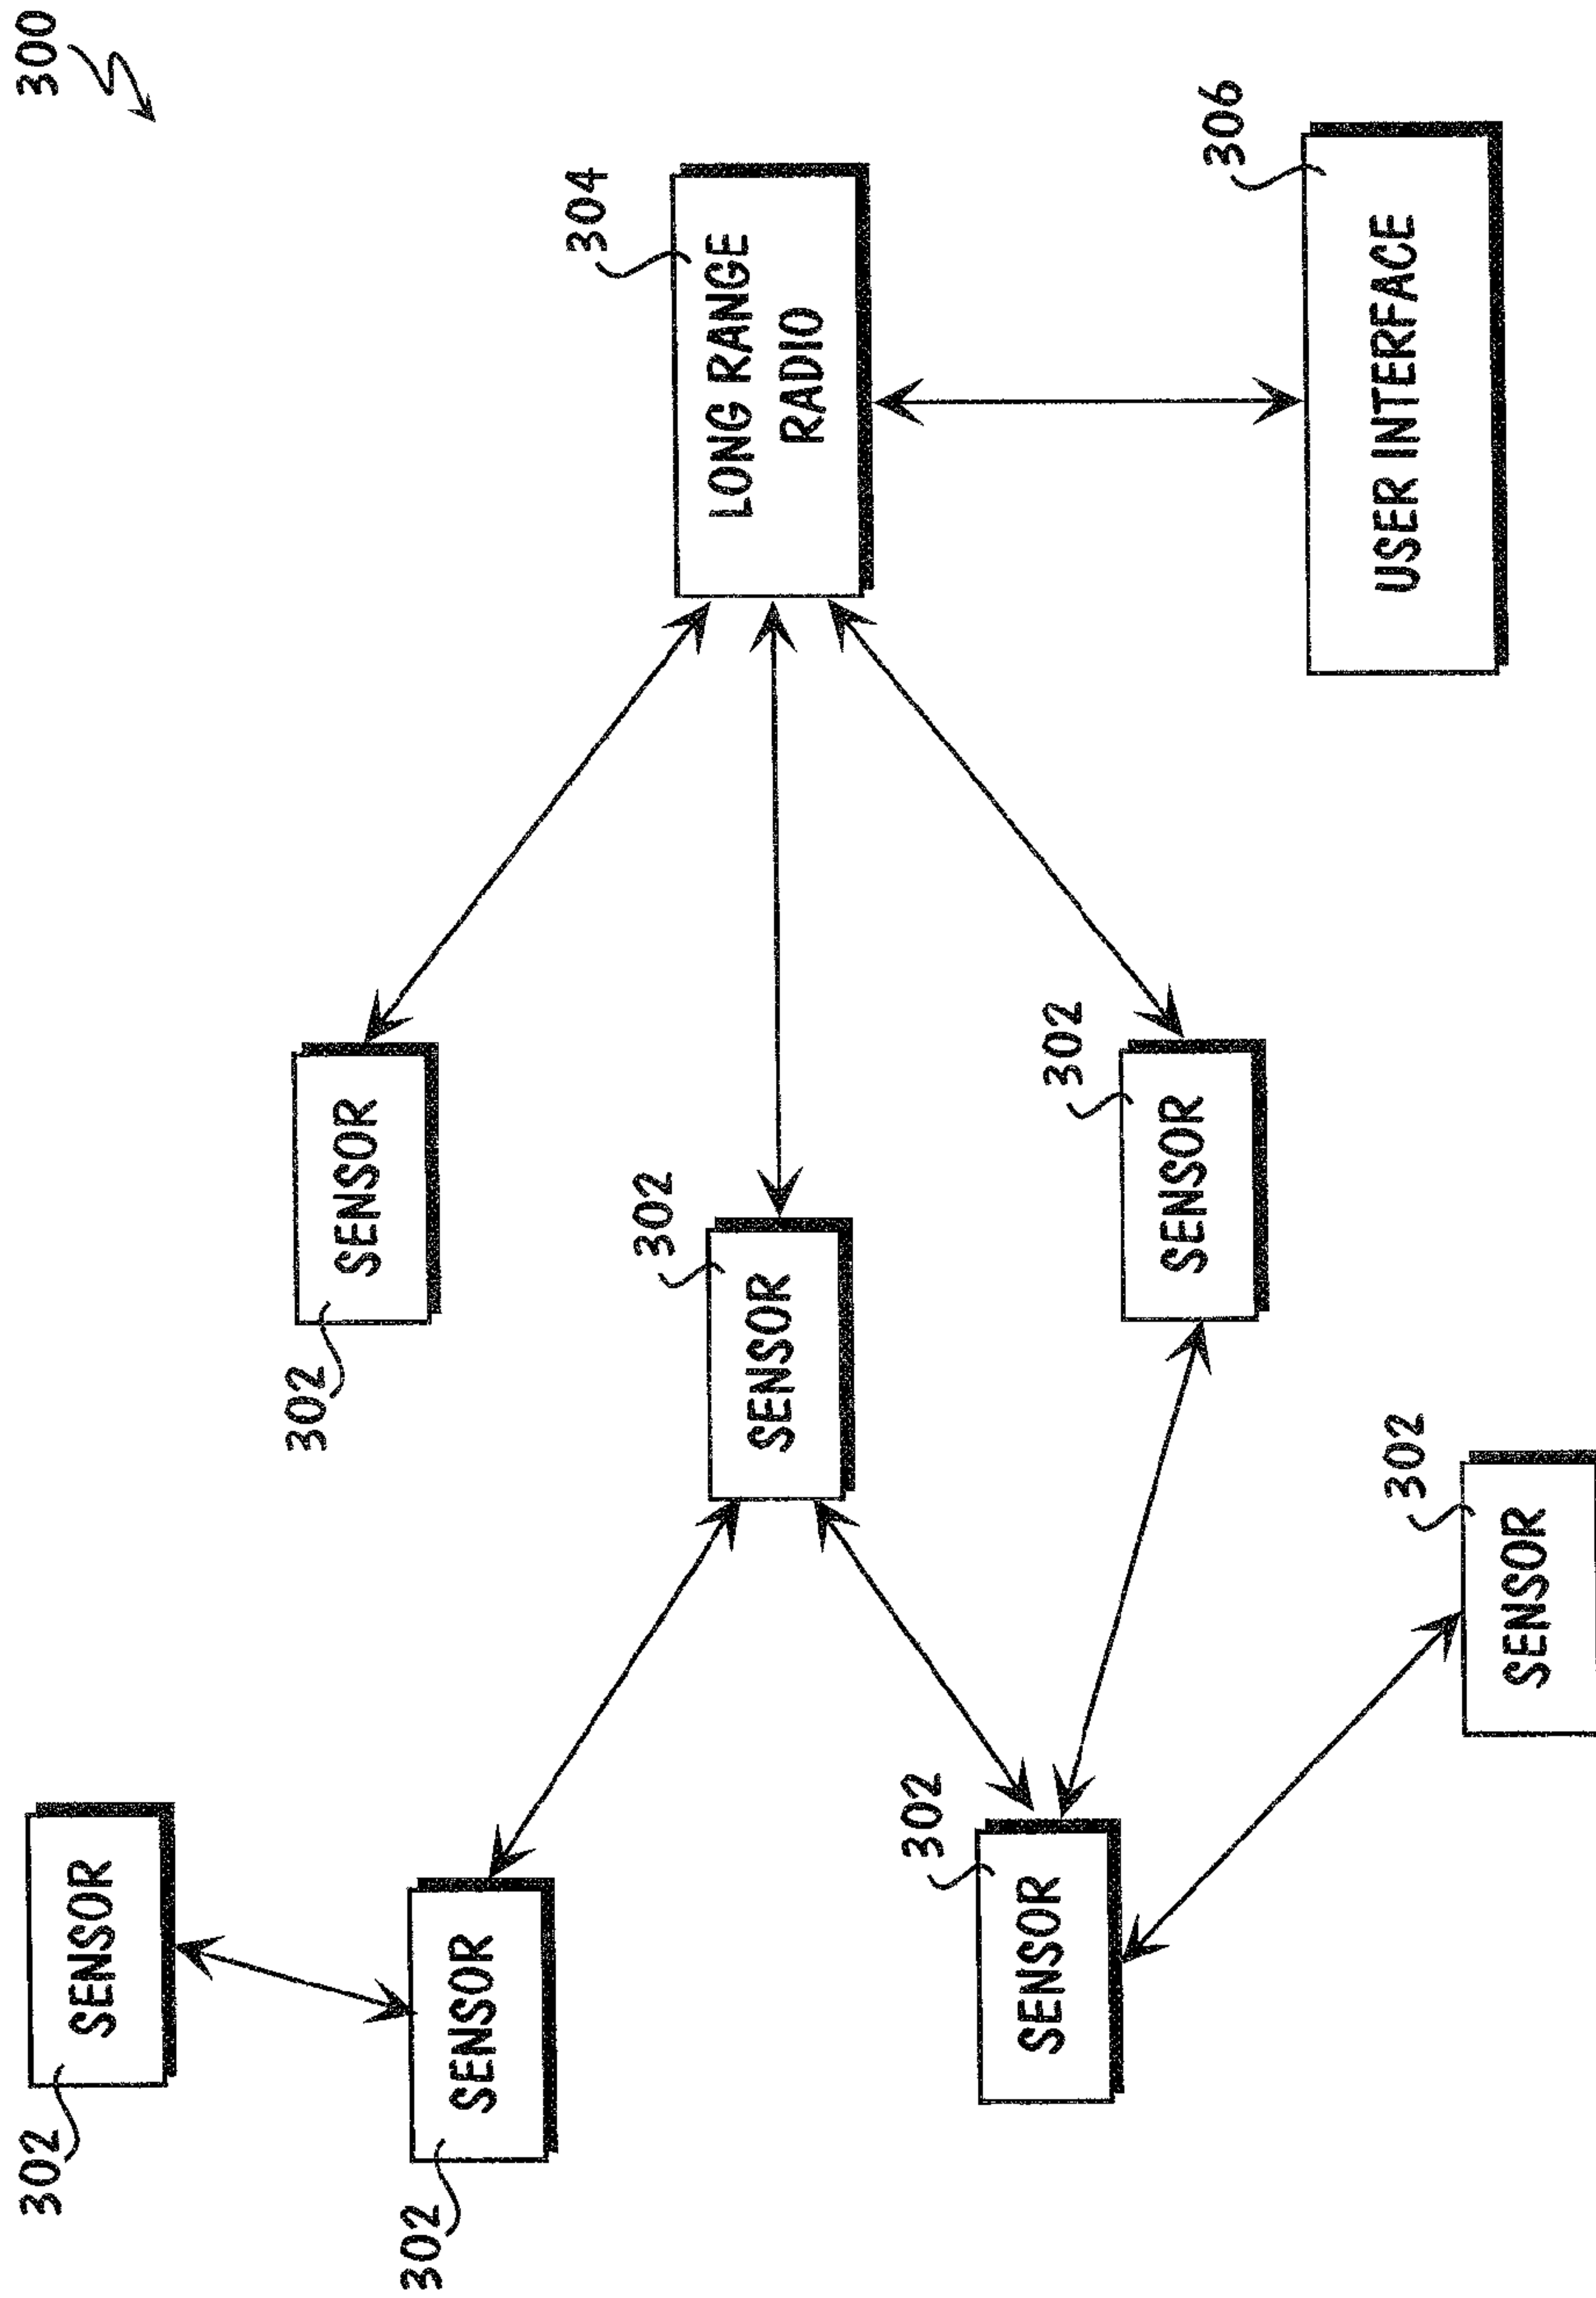 300
302
SENSOR
302
SENSOR
302
SENSOR
304
LONG RANGE
RADIO
302
SENSOR
302
SENSOR
302
SENSOR
306
USER INTERFACE
302
SENSOR